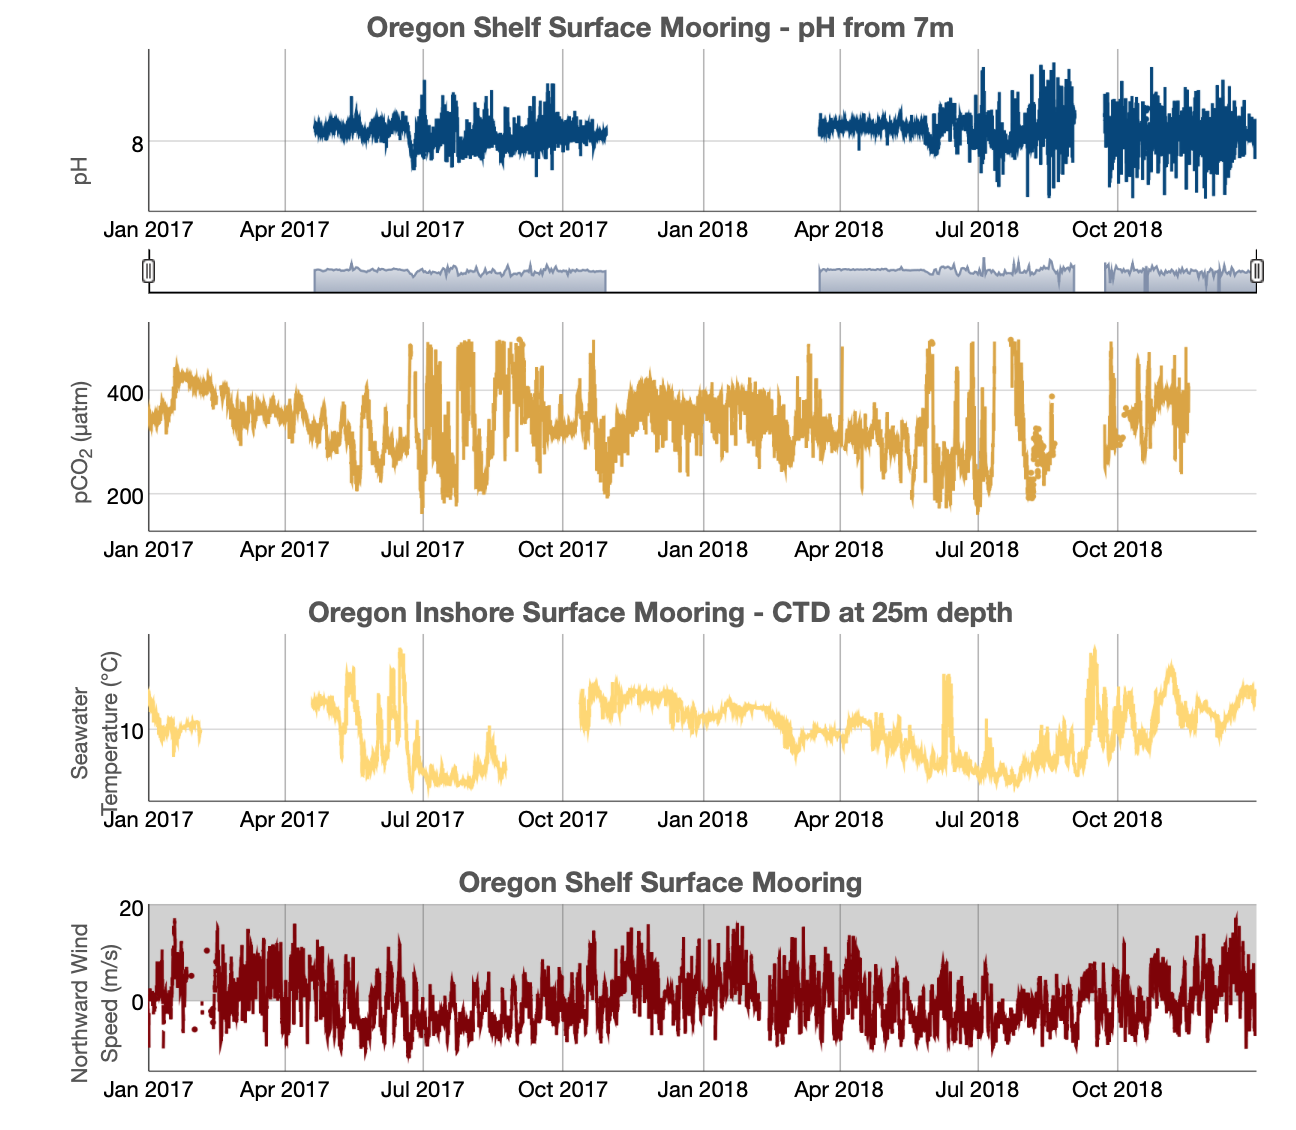 Oregon Shelf Surface Mooring - pH from 7m
pH
8
Jan 2017 Apr 2017 Jul 2017 Oct 2017 Jan 2018 Apr 2018 Jul 2018 Oct 2018
pCO2 (µatm)
400
200
Jan 2017 Apr 2017 Jul 2017 Oct 2017 Jan 2018 Apr 2018 Jul 2018 Oct 2018
Oregon Inshore Surface Mooring - CTD at 25m depth
Seawater
Temperature (°C)
10
Jan 2017 Apr 2017 Jul 2017 Oct 2017 Jan 2018 Apr 2018 Jul 2018 Oct 2018
Oregon Shelf Surface Mooring
Northward Wind
Speed (m/s)
20
0
Jan 2017 Apr 2017 Jul 2017 Oct 2017 Jan 2018 Apr 2018 Jul 2018 Oct 2018